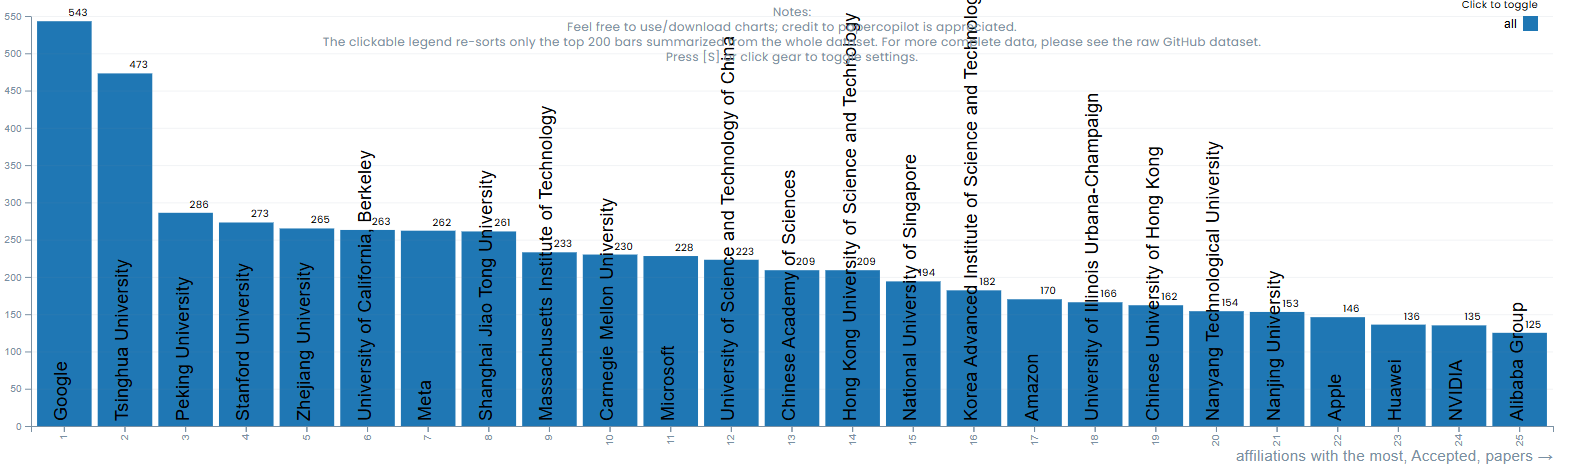 Notes:
Feel free to use/download charts; credit to papercopilot is appreciated.
The clickable legend re-sorts only the top 200 bars summarized from the whole dataset. For more complete data, please see the raw GitHub dataset.
Press [S] or click gear to toggle settings.
Click to toggle
all
550
500
450
400
350
300
250
200
150
100
50
0
543
473
286
273
265
263
262
261
233
230
228
223
209
209
194
182
170
166
162
154
153
146
136
135
125
Google
Tsinghua University
Peking University
Stanford University
Zhejiang University
University of California, Berkeley
Meta
Shanghai Jiao Tong University
Massachusetts Institute of Technology
Carnegie Mellon University
Microsoft
University of Science and Technology of China
Chinese Academy of Sciences
Hong Kong University of Science and Technology
National University of Singapore
Korea Advanced Institute of Science and Technolog
Amazon
University of Illinois Urbana-Champaign
Chinese University of Hong Kong
Nanyang Technological University
Nanjing University
Apple
Huawei
NVIDIA
Alibaba Group
1
2
3
4
5
6
7
8
9
10
11
12
13
14
15
16
17
18
19
20
21
22
23
24
25
affiliations with the most, Accepted, papers →